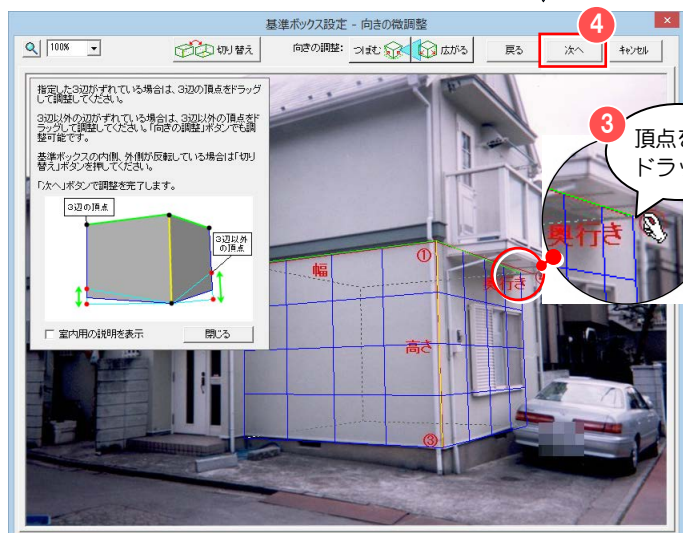 基準ボックス設定 - 向きの微調整
100% 切り替え 向きの調整: つぼむ 広がる 戻る 次へ キャンセル
4
指定した3辺がずれている場合は、3辺の頂点をドラッグ
して調整してください。
3辺以外の辺がずれている場合は、3辺以外の頂点をド
ラッグして調整してください。「向きの調整」ボタンでも調
整可能です。
基準ボックスの内側、外側が反転している場合は「切り
替え」ボタンを押してください。
「次へ」ボタンで調整を完了します。
3辺の頂点
3辺以外
の頂点
室内用の説明を表示 閉じる
3
頂点を
ドラッ
奥行き
①
幅
奥行き
高さ
③